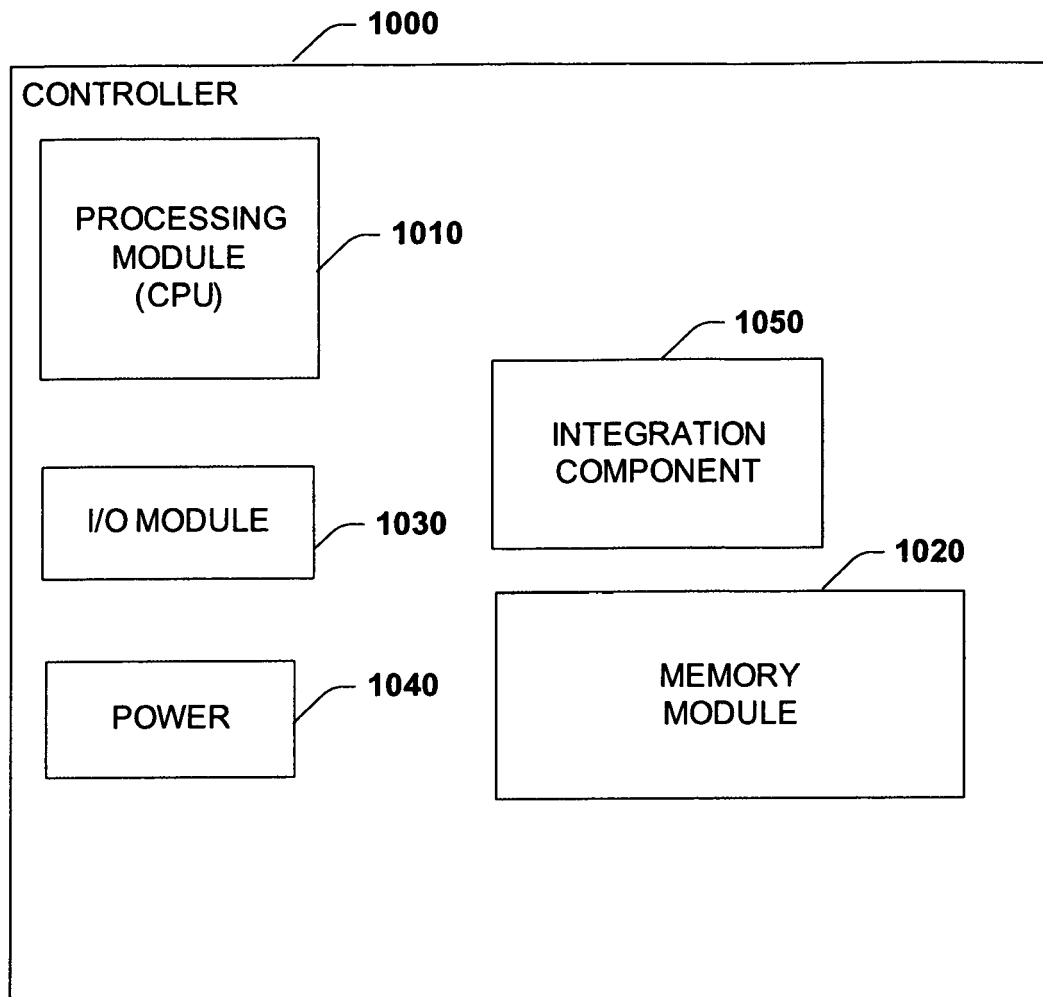 1000
CONTROLLER
PROCESSING
MODULE
(CPU)
1010
1050
INTEGRATION
COMPONENT
I/O MODULE
1030
1020
MEMORY
MODULE
POWER
1040